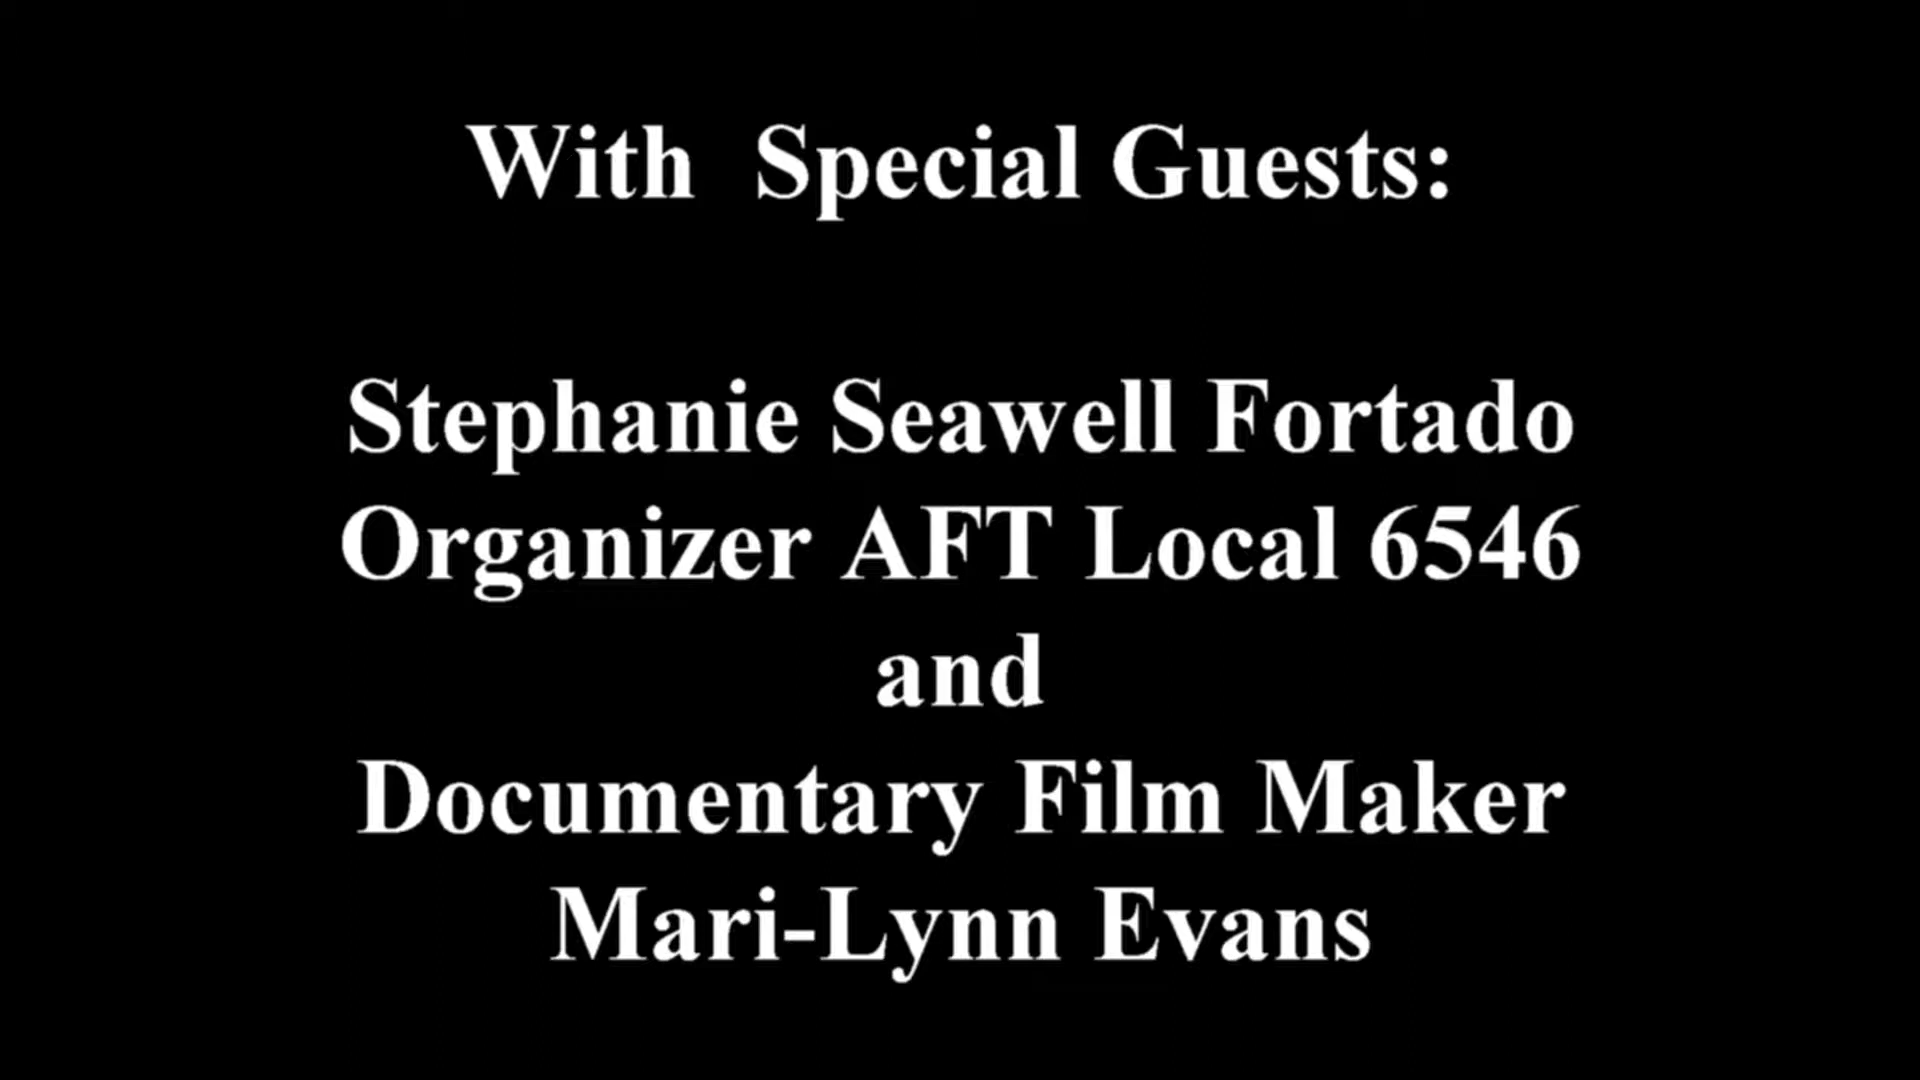 With  Special Guests:
Stephanie Seawell Fortado
Organizer AFT Local 6546
and
Documentary Film Maker
Mari-Lynn Evans